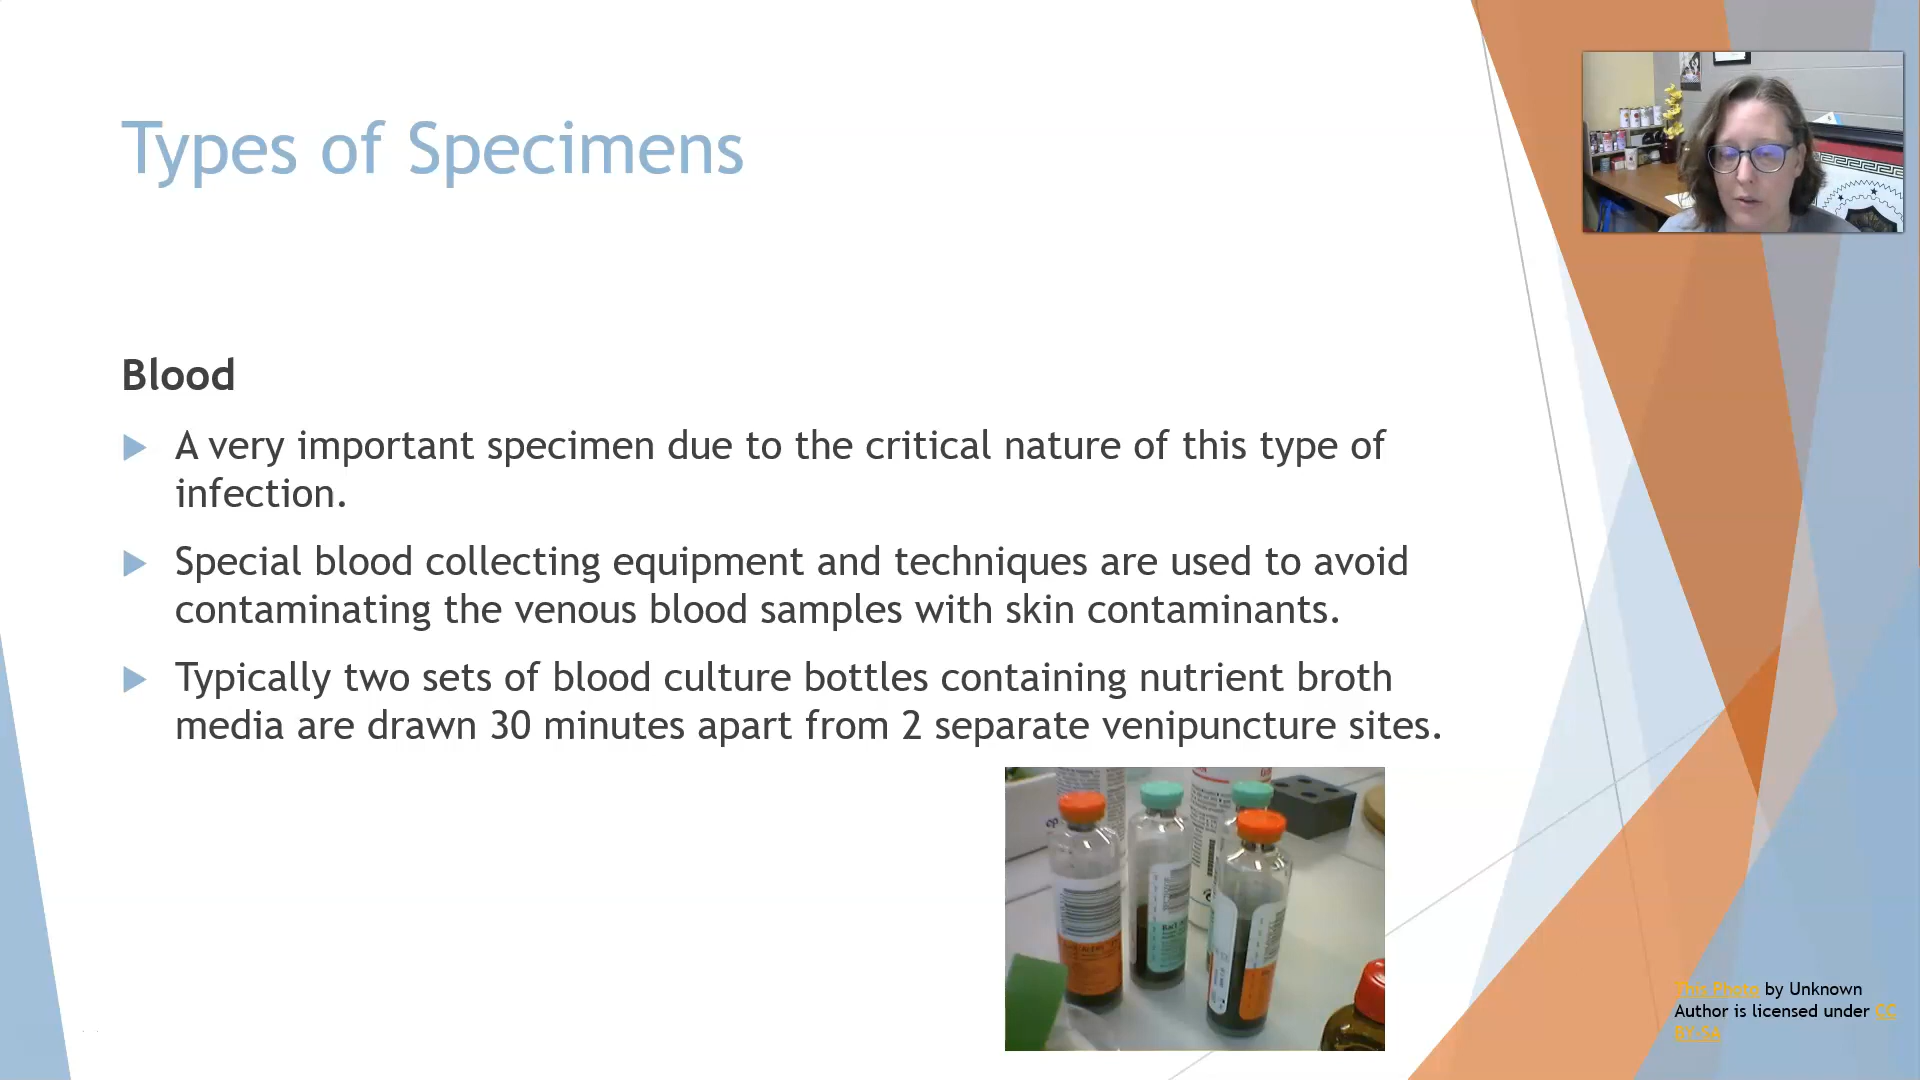 Types of Specimens
Blood
A very important specimen due to the critical nature of this type of
infection.
Special blood collecting equipment and techniques are used to avoid
contaminating the venous blood samples with skin contaminants.
Typically two sets of blood culture bottles containing nutrient broth
media are drawn 30 minutes apart from 2 separate venipuncture sites.
This Photo by Unknown
Author is licensed under CC
BY-SA